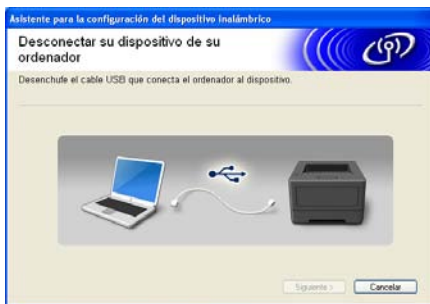 Asistente para la configuración del dispositivo inalámbrico
Desconectar su dispositivo de su
ordenador
Desenchufe el cable USB que conecta el ordenador al dispositivo.
Siguiente >
Cancelar